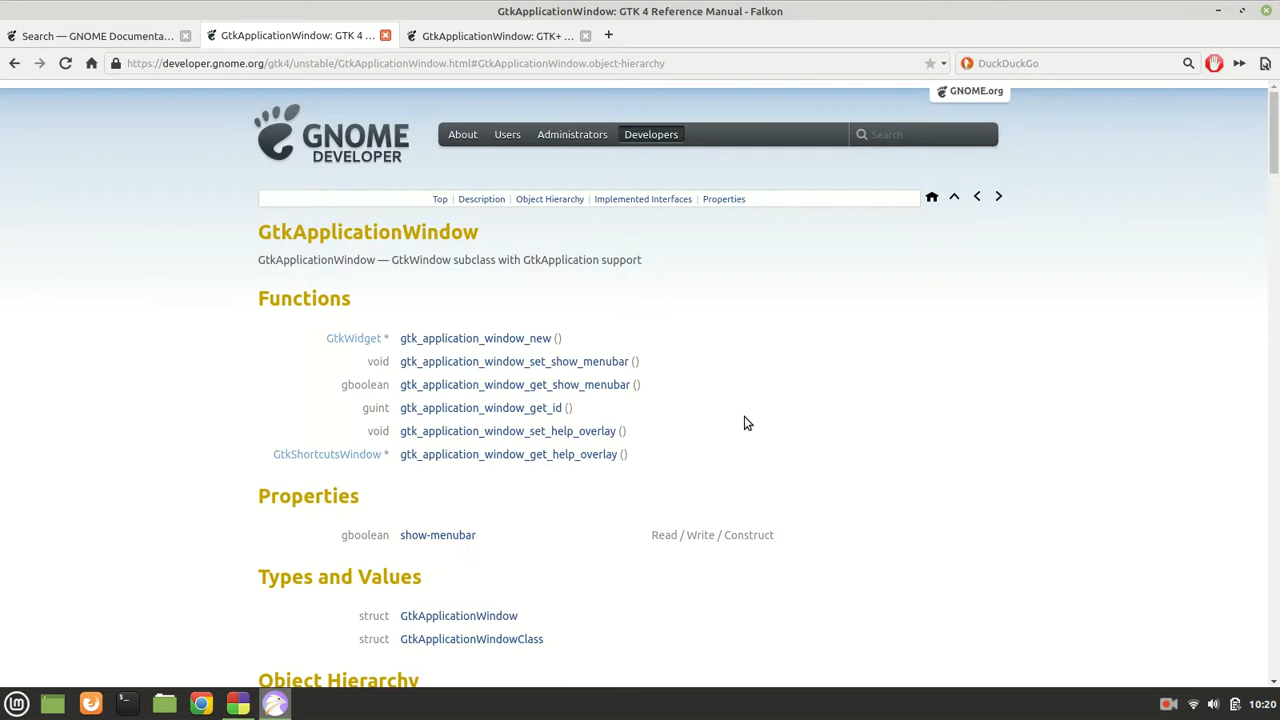 GtkApplicationWindow: GTK 4 Reference Manual - Falkon
Search — GNOME Documenta...
GtkApplicationWindow: GTK 4 ...
GtkApplicationWindow: GTK+ ...
https://developer.gnome.org/gtk4/unstable/GtkApplicationWindow.html#GtkApplicationWindow.object-hierarchy
DuckDuckGo
GNOME.org
GNOME
DEVELOPER
About Users Administrators Developers Search
Top | Description | Object Hierarchy | Implemented Interfaces | Properties
GtkApplicationWindow
GtkApplicationWindow — GtkWindow subclass with GtkApplication support
Functions
GtkWidget * gtk_application_window_new ()
void gtk_application_window_set_show_menubar ()
gboolean gtk_application_window_get_show_menubar ()
guint gtk_application_window_get_id ()
void gtk_application_window_set_help_overlay ()
GtkShortcutsWindow * gtk_application_window_get_help_overlay ()
Properties
gboolean show-menubar Read / Write / Construct
Types and Values
struct GtkApplicationWindow
struct GtkApplicationWindowClass
Object Hierarchy
10:20